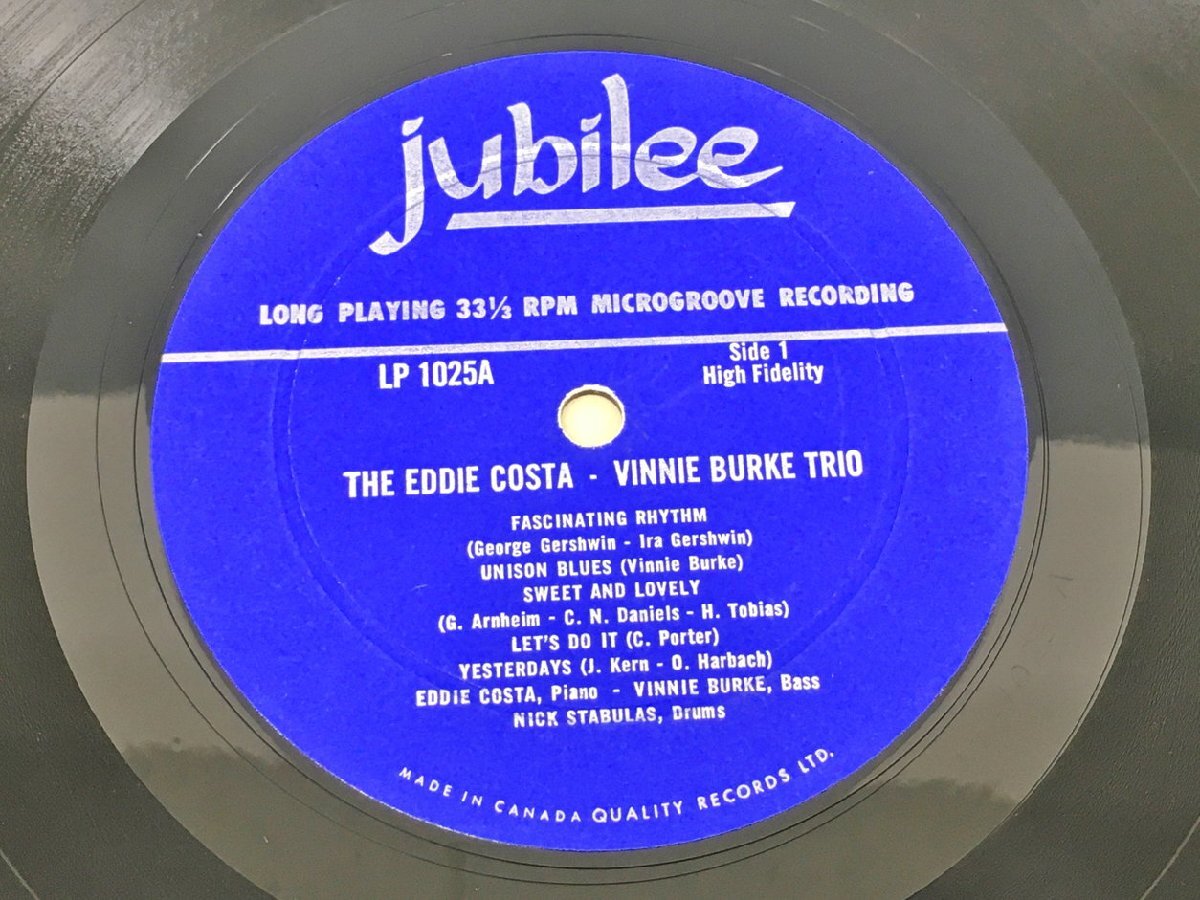 jubilee
LONG PLAYING 33⅓ RPM MICROGROOVE RECORDING
LP 1025A
Side 1
High Fidelity
THE EDDIE COSTA - VINNIE BURKE TRIO
FASCINATING RHYTHM
(George Gershwin - Ira Gershwin)
UNISON BLUES (Vinnie Burke)
SWEET AND LOVELY
(G. Arnheim - C. N. Daniels - H. Tobias)
LET'S DO IT (C. Porter)
YESTERDAYS (J. Kern - O. Harbach)
EDDIE COSTA, Piano - VINNIE BURKE, Bass
NICK STABULAS, Drums
MADE IN CANADA QUALITY RECORDS LTD.